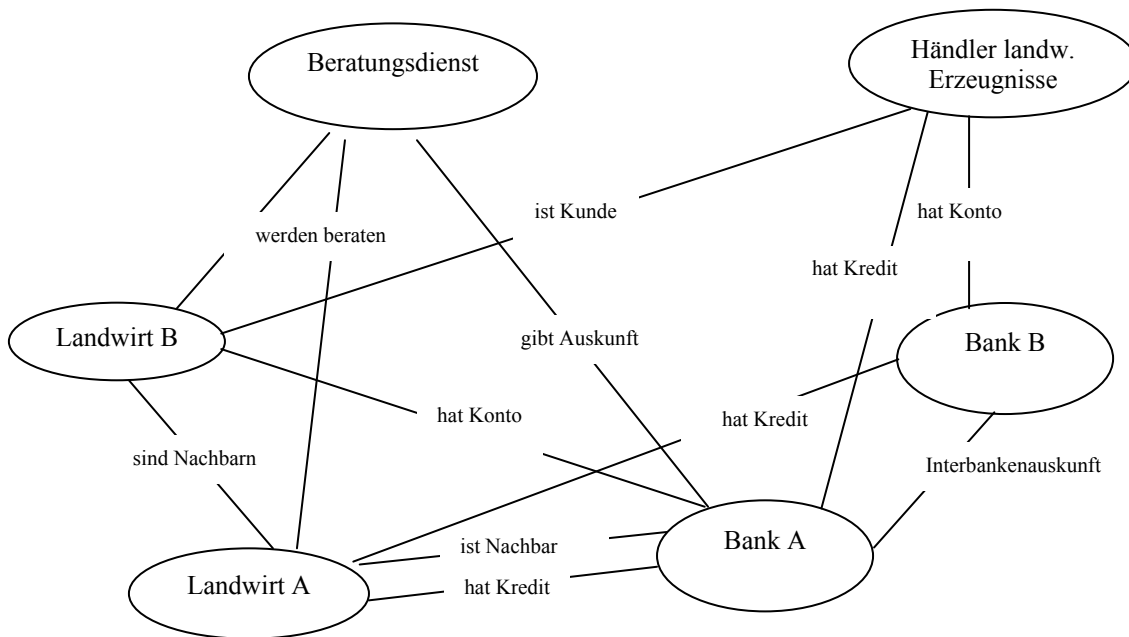 Beratungsdienst
Händler landw.
Erzeugnisse
ist Kunde
hat Konto
werden beraten
hat Kredit
Landwirt B
gibt Auskunft
Bank B
hat Konto
hat Kredit
sind Nachbarn
Interbankenauskunft
ist Nachbar
Bank A
Landwirt A
hat Kredit